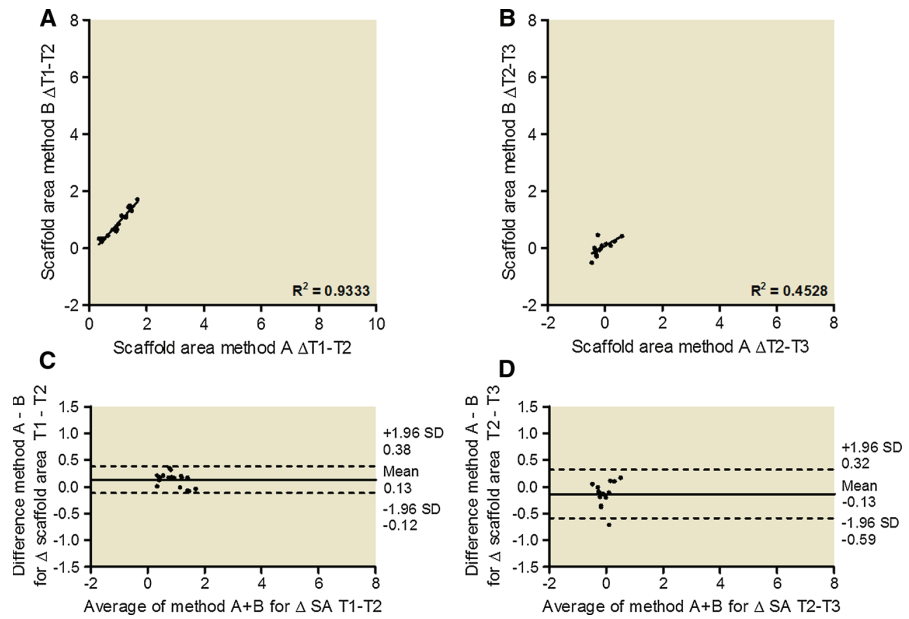 A
8
6
4
2
0
-2
Scaffold area method B ΔT1-T2
R² = 0.9333
0 2 4 6 8 10
Scaffold area method A ΔT1-T2
B
8
6
4
2
0
-2
Scaffold area method B ΔT2-T3
R² = 0.4528
-2 0 2 4 6 8
Scaffold area method A ΔT2-T3
C
Difference method A - B
for Δ scaffold area T1 - T2
1.5
1.0
0.5
0.0
-0.5
-1.0
-1.5
+1.96 SD
0.38
Mean
0.13
-1.96 SD
-0.12
-2 0 2 4 6 8
Average of method A+B for Δ SA T1-T2
D
Difference method A - B
for Δ scaffold area T2 - T3
1.5
1.0
0.5
0.0
-0.5
-1.0
-1.5
+1.96 SD
0.32
Mean
-0.13
-1.96 SD
-0.59
-2 0 2 4 6 8
Average of method A+B for Δ SA T2-T3